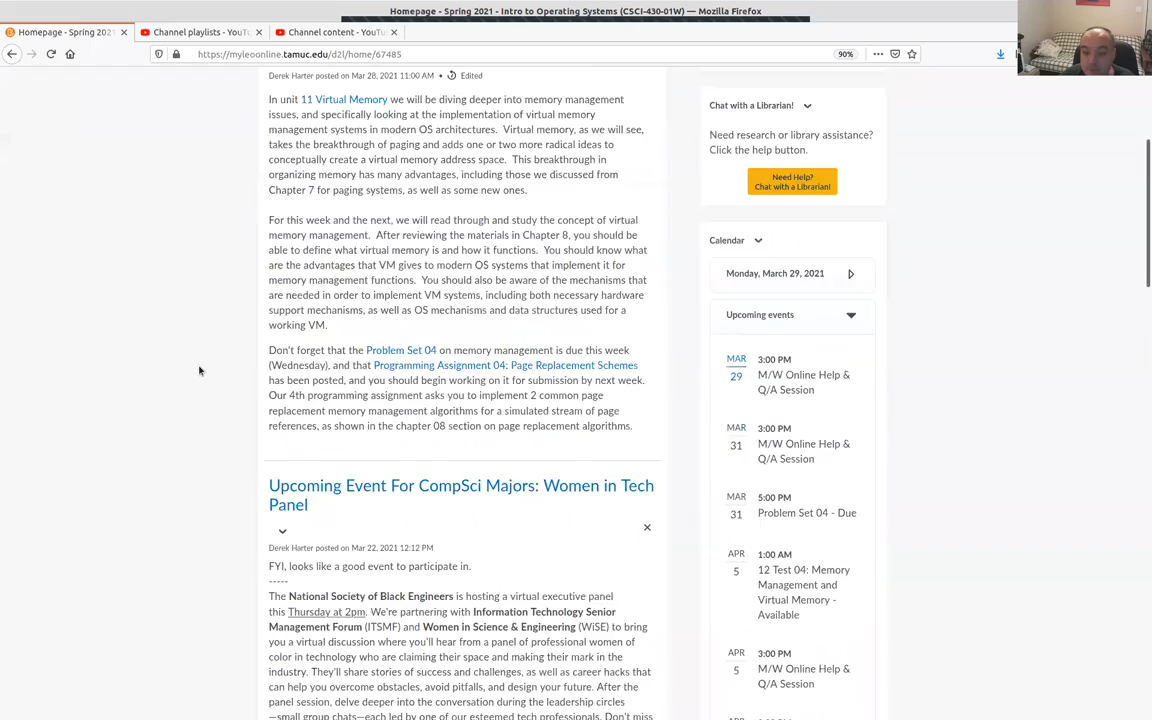 Homepage - Spring 2021 - Intro to Operating Systems (CSCI-430-01W) — Mozilla Firefox
Homepage - Spring 2021
Channel playlists - YouT
Channel content - YouTu
https://myleoonline.tamuc.edu/d2l/home/67485
90%
Derek Harter posted on Mar 28, 2021 11:00 AM • Edited
In unit 11 Virtual Memory we will be diving deeper into memory management
issues, and specifically looking at the implementation of virtual memory
management systems in modern OS architectures. Virtual memory, as we will see,
takes the breakthrough of paging and adds one or two more radical ideas to
conceptually create a virtual memory address space. This breakthrough in
organizing memory has many advantages, including those we discussed from
Chapter 7 for paging systems, as well as some new ones.
For this week and the next, we will read through and study the concept of virtual
memory management. After reviewing the materials in Chapter 8, you should be
able to define what virtual memory is and how it functions. You should know what
are the advantages that VM gives to modern OS systems that implement it for
memory management functions. You should also be aware of the mechanisms that
are needed in order to implement VM systems, including both necessary hardware
support mechanisms, as well as OS mechanisms and data structures used for a
working VM.
Don't forget that the Problem Set 04 on memory management is due this week
(Wednesday), and that Programming Assignment 04: Page Replacement Schemes
has been posted, and you should begin working on it for submission by next week.
Our 4th programming assignment asks you to implement 2 common page
replacement memory management algorithms for a simulated stream of page
references, as shown in the chapter 08 section on page replacement algorithms.
Upcoming Event For CompSci Majors: Women in Tech
Panel
Derek Harter posted on Mar 22, 2021 12:12 PM
FYI, looks like a good event to participate in.
-----
The National Society of Black Engineers is hosting a virtual executive panel
this Thursday at 2pm. We're partnering with Information Technology Senior
Management Forum (ITSMF) and Women in Science & Engineering (WiSE) to bring
you a virtual discussion where you'll hear from a panel of professional women of
color in technology who are claiming their space and making their mark in the
industry. They'll share stories of success and challenges, as well as career hacks that
can help you overcome obstacles, avoid pitfalls, and design your future. After the
panel session, delve deeper into the conversation during the leadership circles
—small group chats—each led by one of our esteemed tech professionals. Don't miss
Chat with a Librarian!
Need research or library assistance?
Click the help button.
Need Help?
Chat with a Librarian!
Calendar
Monday, March 29, 2021
Upcoming events
MAR
29
3:00 PM
M/W Online Help &
Q/A Session
MAR
31
3:00 PM
M/W Online Help &
Q/A Session
MAR
31
5:00 PM
Problem Set 04 - Due
APR
5
1:00 AM
12 Test 04: Memory
Management and
Virtual Memory -
Available
APR
5
3:00 PM
M/W Online Help &
Q/A Session